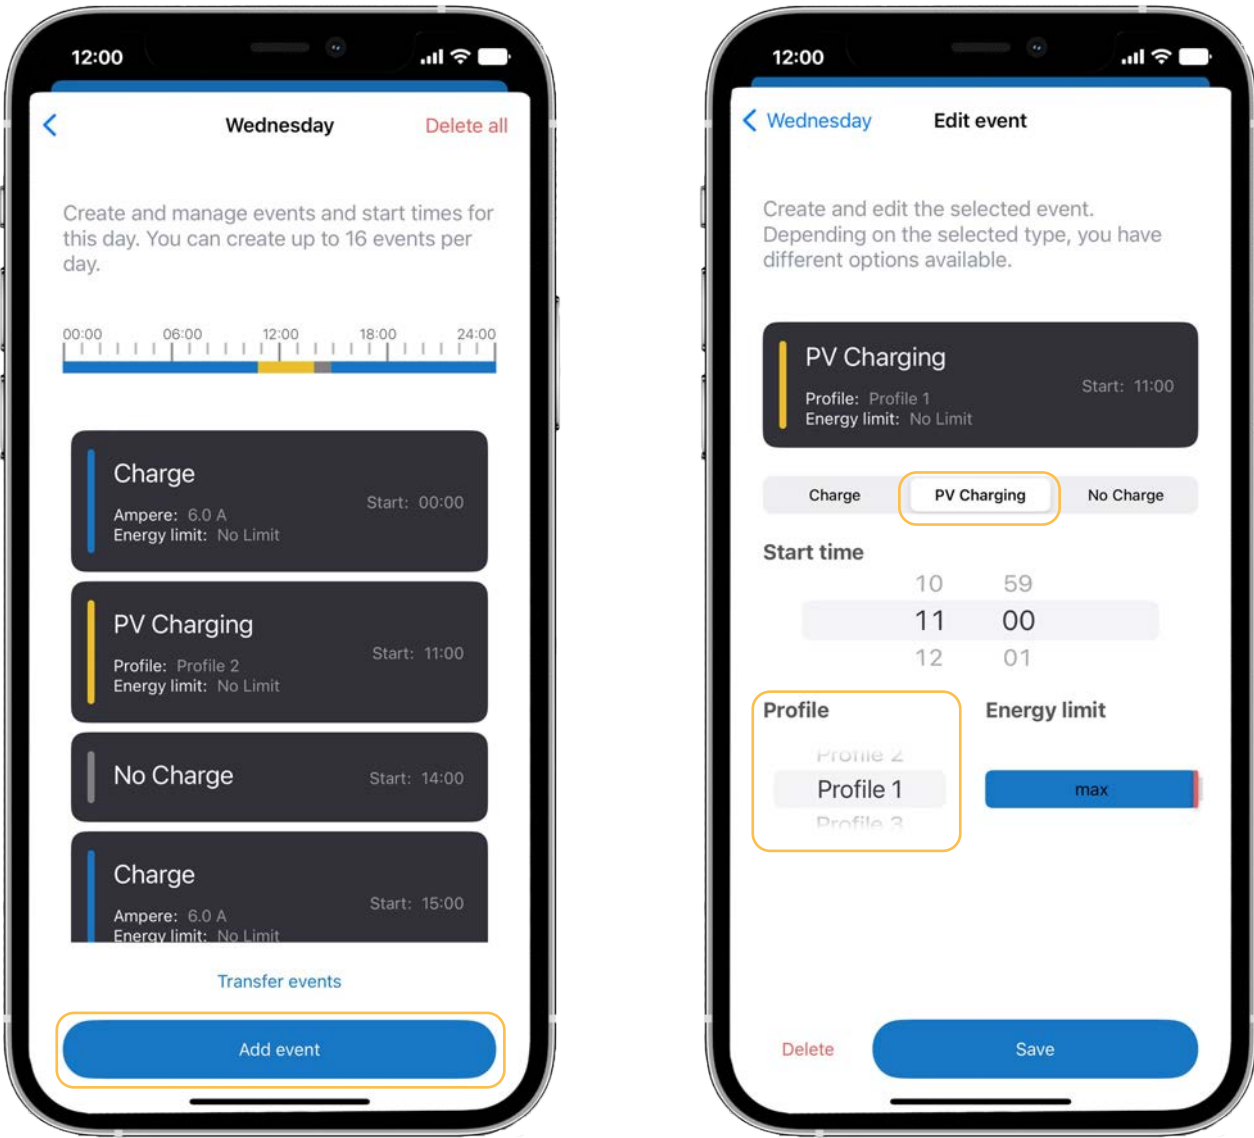 12:00
Wednesday
Delete all
Create and manage events and start times for
this day. You can create up to 16 events per
day.
00:00 06:00 12:00 18:00 24:00
Charge
Start: 00:00
Ampere: 6.0 A
Energy limit: No Limit
PV Charging
Start: 11:00
Profile: Profile 2
Energy limit: No Limit
No Charge
Start: 14:00
Charge
Start: 15:00
Ampere: 6.0 A
Energy limit: No Limit
Transfer events
Add event
12:00
Wednesday
Edit event
Create and edit the selected event.
Depending on the selected type, you have
different options available.
PV Charging
Start: 11:00
Profile: Profile 1
Energy limit: No Limit
Charge
PV Charging
No Charge
Start time
10 59
11 00
12 01
Profile
Profile 2
Profile 1
Profile 3
Energy limit
max
Delete
Save